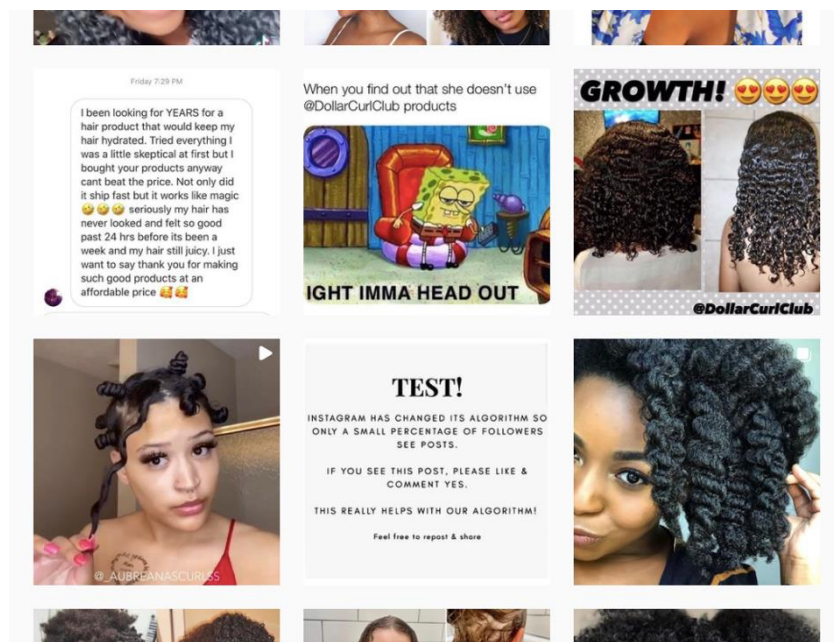 Friday 7:29 PM
I been looking for YEARS for a
hair product that would keep my
hair hydrated. Tried everything I
was a little skeptical at first but I
bought your products anyway
cant beat the price. Not only did
it ship fast but it works like magic
🤣🤣🤣 seriously my hair has
never looked and felt so good
past 24 hrs before its been a
week and my hair still juicy. I just
want to say thank you for making
such good products at an
affordable price 🥰🥰
When you find out that she doesn't use
@DollarCurlClub products
IGHT IMMA HEAD OUT
GROWTH! 😍😍😍
@DollarCurlClub
@_AUBREANASCURLSS
TEST!
INSTAGRAM HAS CHANGED ITS ALGORITHM SO
ONLY A SMALL PERCENTAGE OF FOLLOWERS
SEE POSTS.
IF YOU SEE THIS POST, PLEASE LIKE &
COMMENT YES.
THIS REALLY HELPS WITH OUR ALGORITHM!
Feel free to repost & share